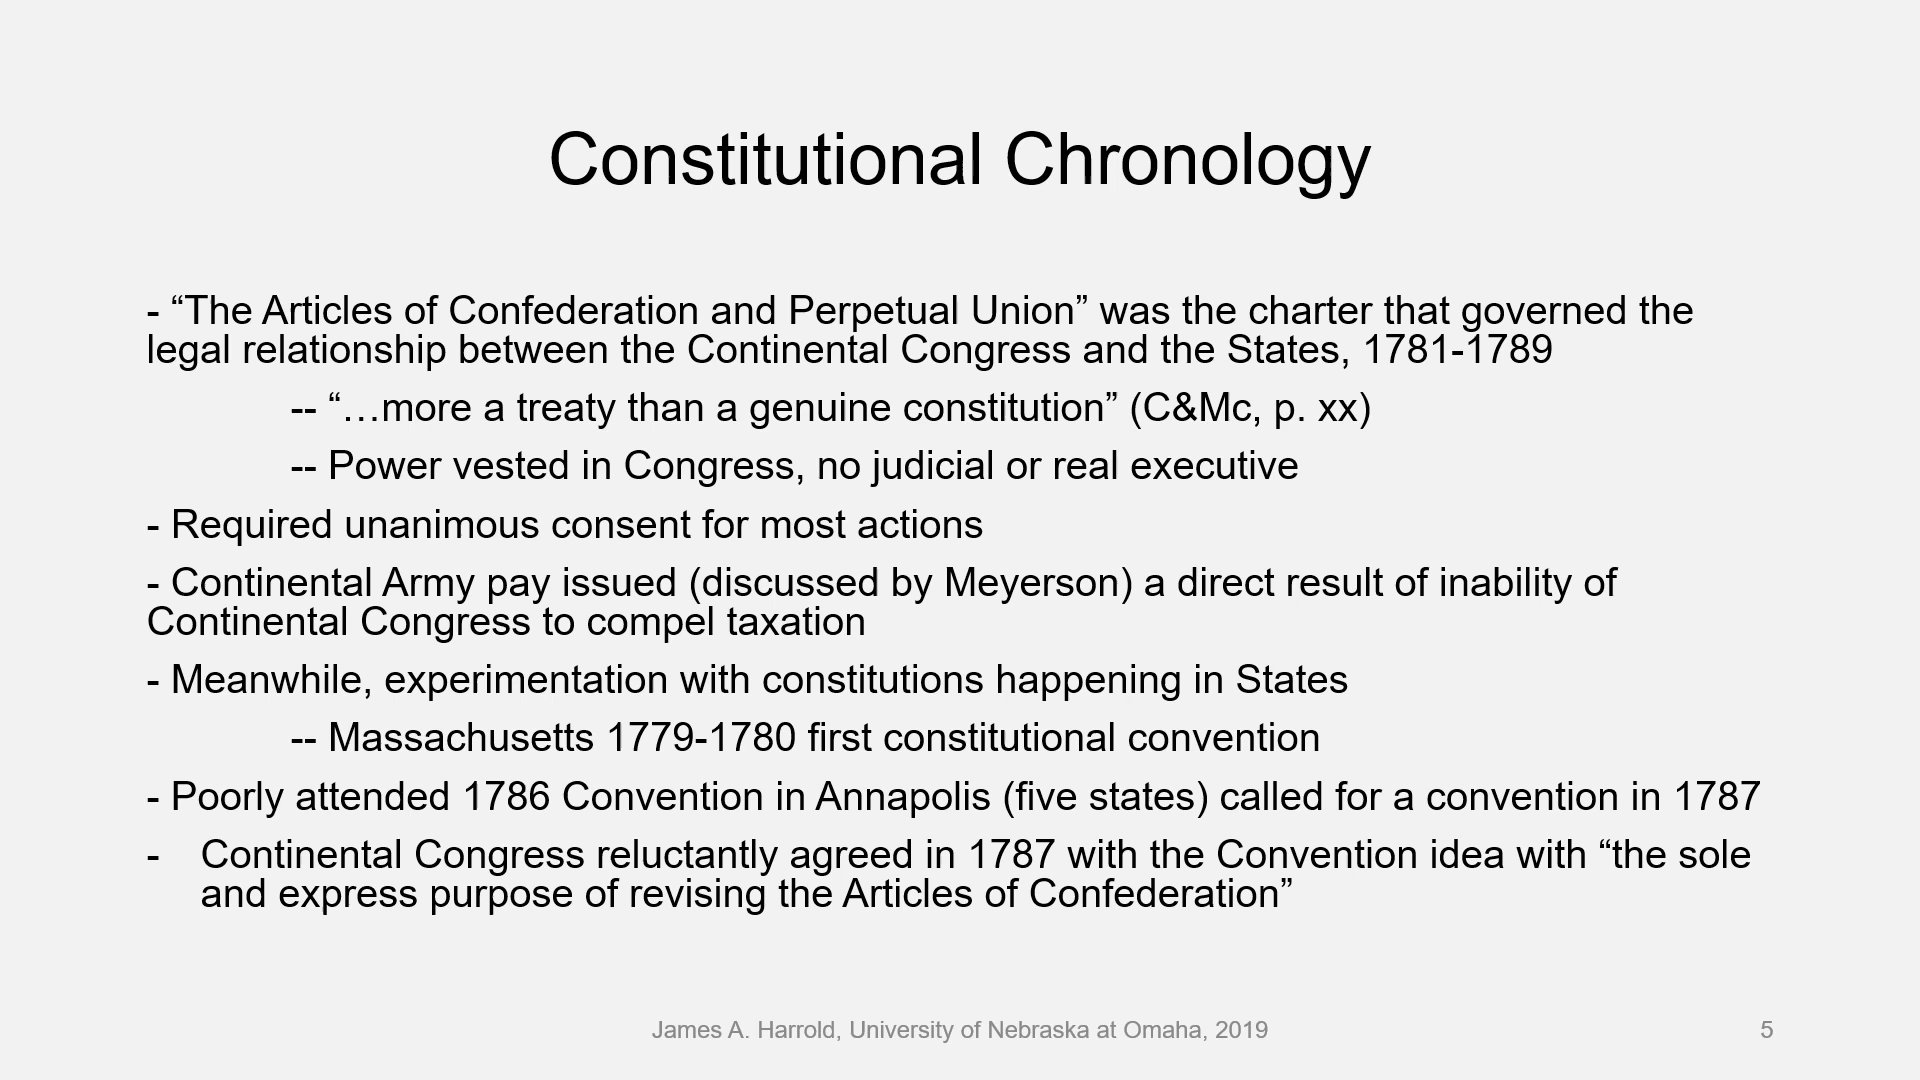 Constitutional Chronology
- “The Articles of Confederation and Perpetual Union” was the charter that governed the
legal relationship between the Continental Congress and the States, 1781-1789
-- “…more a treaty than a genuine constitution” (C&Mc, p. xx)
-- Power vested in Congress, no judicial or real executive
- Required unanimous consent for most actions
- Continental Army pay issued (discussed by Meyerson) a direct result of inability of
Continental Congress to compel taxation
- Meanwhile, experimentation with constitutions happening in States
-- Massachusetts 1779-1780 first constitutional convention
- Poorly attended 1786 Convention in Annapolis (five states) called for a convention in 1787
- Continental Congress reluctantly agreed in 1787 with the Convention idea with “the sole
and express purpose of revising the Articles of Confederation”
James A. Harrold, University of Nebraska at Omaha, 2019
5